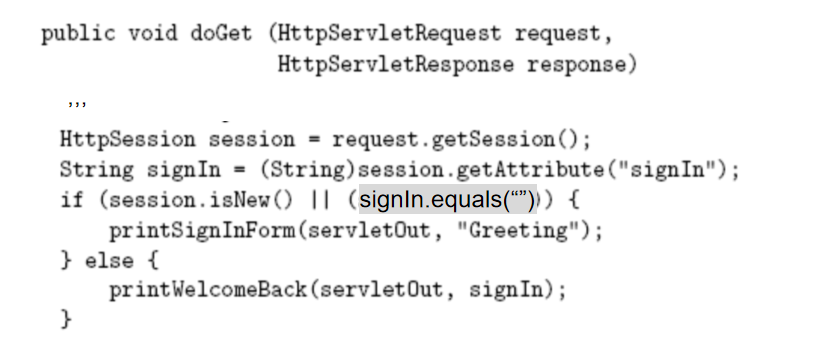 public void doGet (HttpServletRequest request,
HttpServletResponse response)
,,,
HttpSession session = request.getSession();
String signIn = (String)session.getAttribute("signIn");
if (session.isNew() || (signIn.equals(“”))) {
printSignInForm(servletOut, "Greeting");
} else {
printWelcomeBack(servletOut, signIn);
}